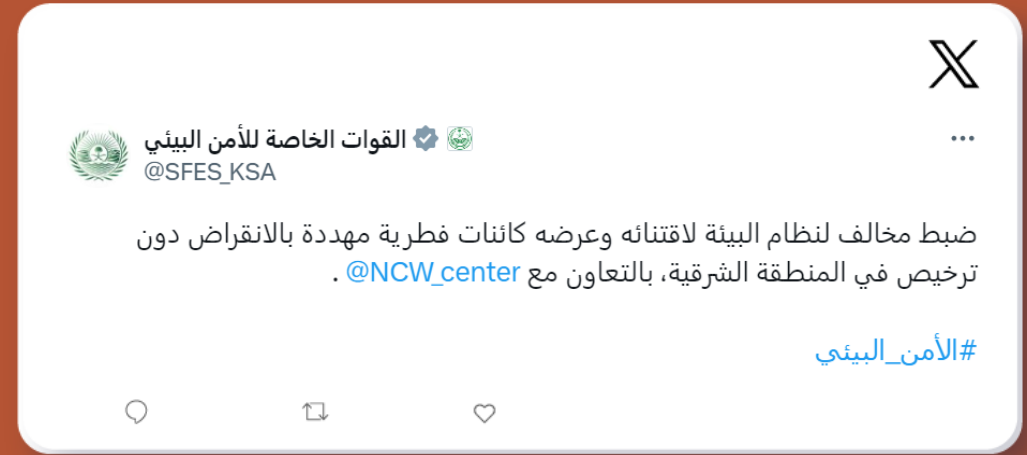 القوات الخاصة للأمن البيئي
@SFES_KSA
ضبط مخالف لنظام البيئة لاقتنائه وعرضه كائنات فطرية مهددة بالانقراض دون
ترخيص في المنطقة الشرقية، بالتعاون مع @NCW_center .
#الأمن_البيئي